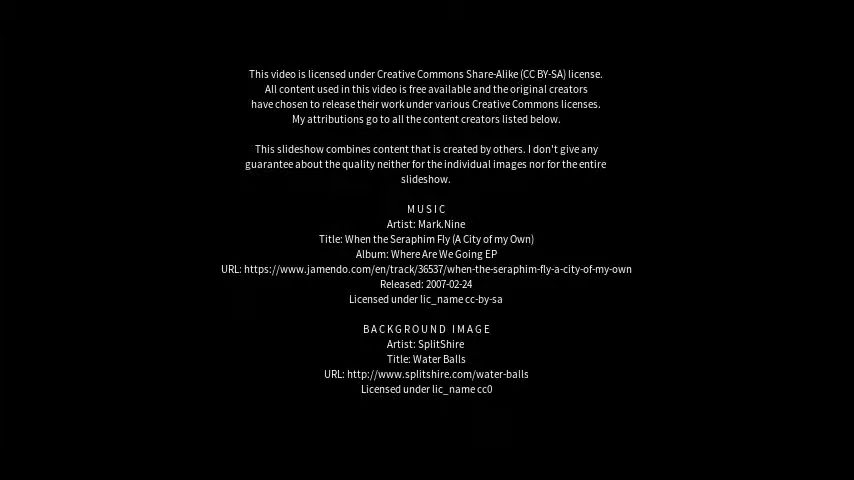 This video is licensed under Creative Commons Share-Alike (CC BY-SA) license.
All content used in this video is free available and the original creators
have chosen to release their work under various Creative Commons licenses.
My attributions go to all the content creators listed below.
This slideshow combines content that is created by others. I don't give any
guarantee about the quality neither for the individual images nor for the entire
slideshow.
MUSIC
Artist: Mark.Nine
Title: When the Seraphim Fly (A City of my Own)
Album: Where Are We Going EP
URL: https://www.jamendo.com/en/track/36537/when-the-seraphim-fly-a-city-of-my-own
Released: 2007-02-24
Licensed under lic_name cc-by-sa
BACKGROUND IMAGE
Artist: SplitShire
Title: Water Balls
URL: http://www.splitshire.com/water-balls
Licensed under lic_name cc0